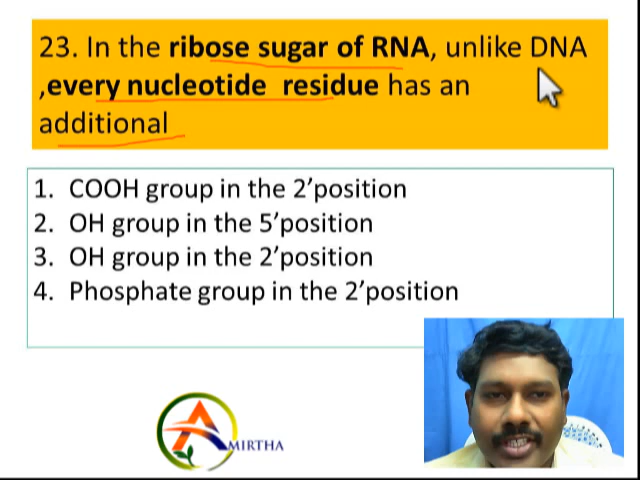 23. In the ribose sugar of RNA, unlike DNA
,every nucleotide residue has an
additional
1. COOH group in the 2’position
2. OH group in the 5’position
3. OH group in the 2’position
4. Phosphate group in the 2’position
AMIRTHA